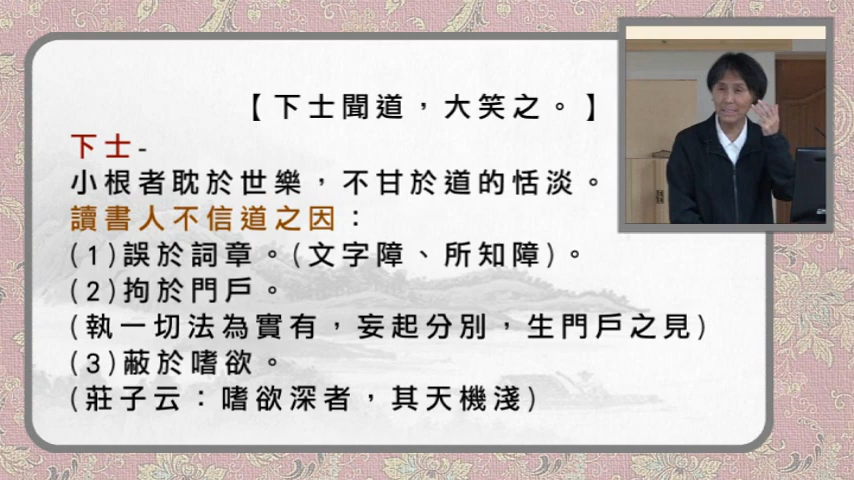 【下士聞道，大笑之。】
下士-
小根者耽於世樂，不甘於道的恬淡。
讀書人不信道之因：
(1)誤於詞章。(文字障、所知障)。
(2)拘於門戶。
(執一切法為實有，妄起分別，生門戶之見)
(3)蔽於嗜欲。
(莊子云：嗜欲深者，其天機淺)